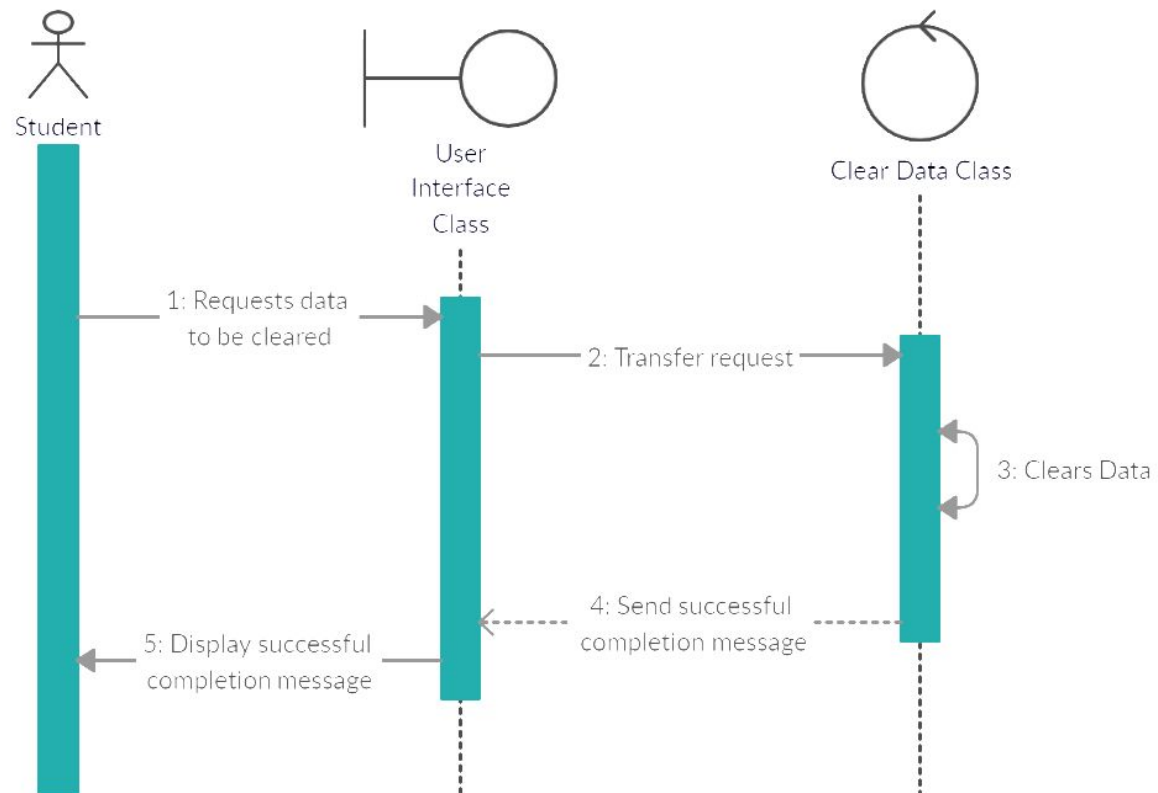 Student
User
Interface
Class
Clear Data Class
1: Requests data
to be cleared
2: Transfer request
3: Clears Data
4: Send successful
completion message
5: Display successful
completion message